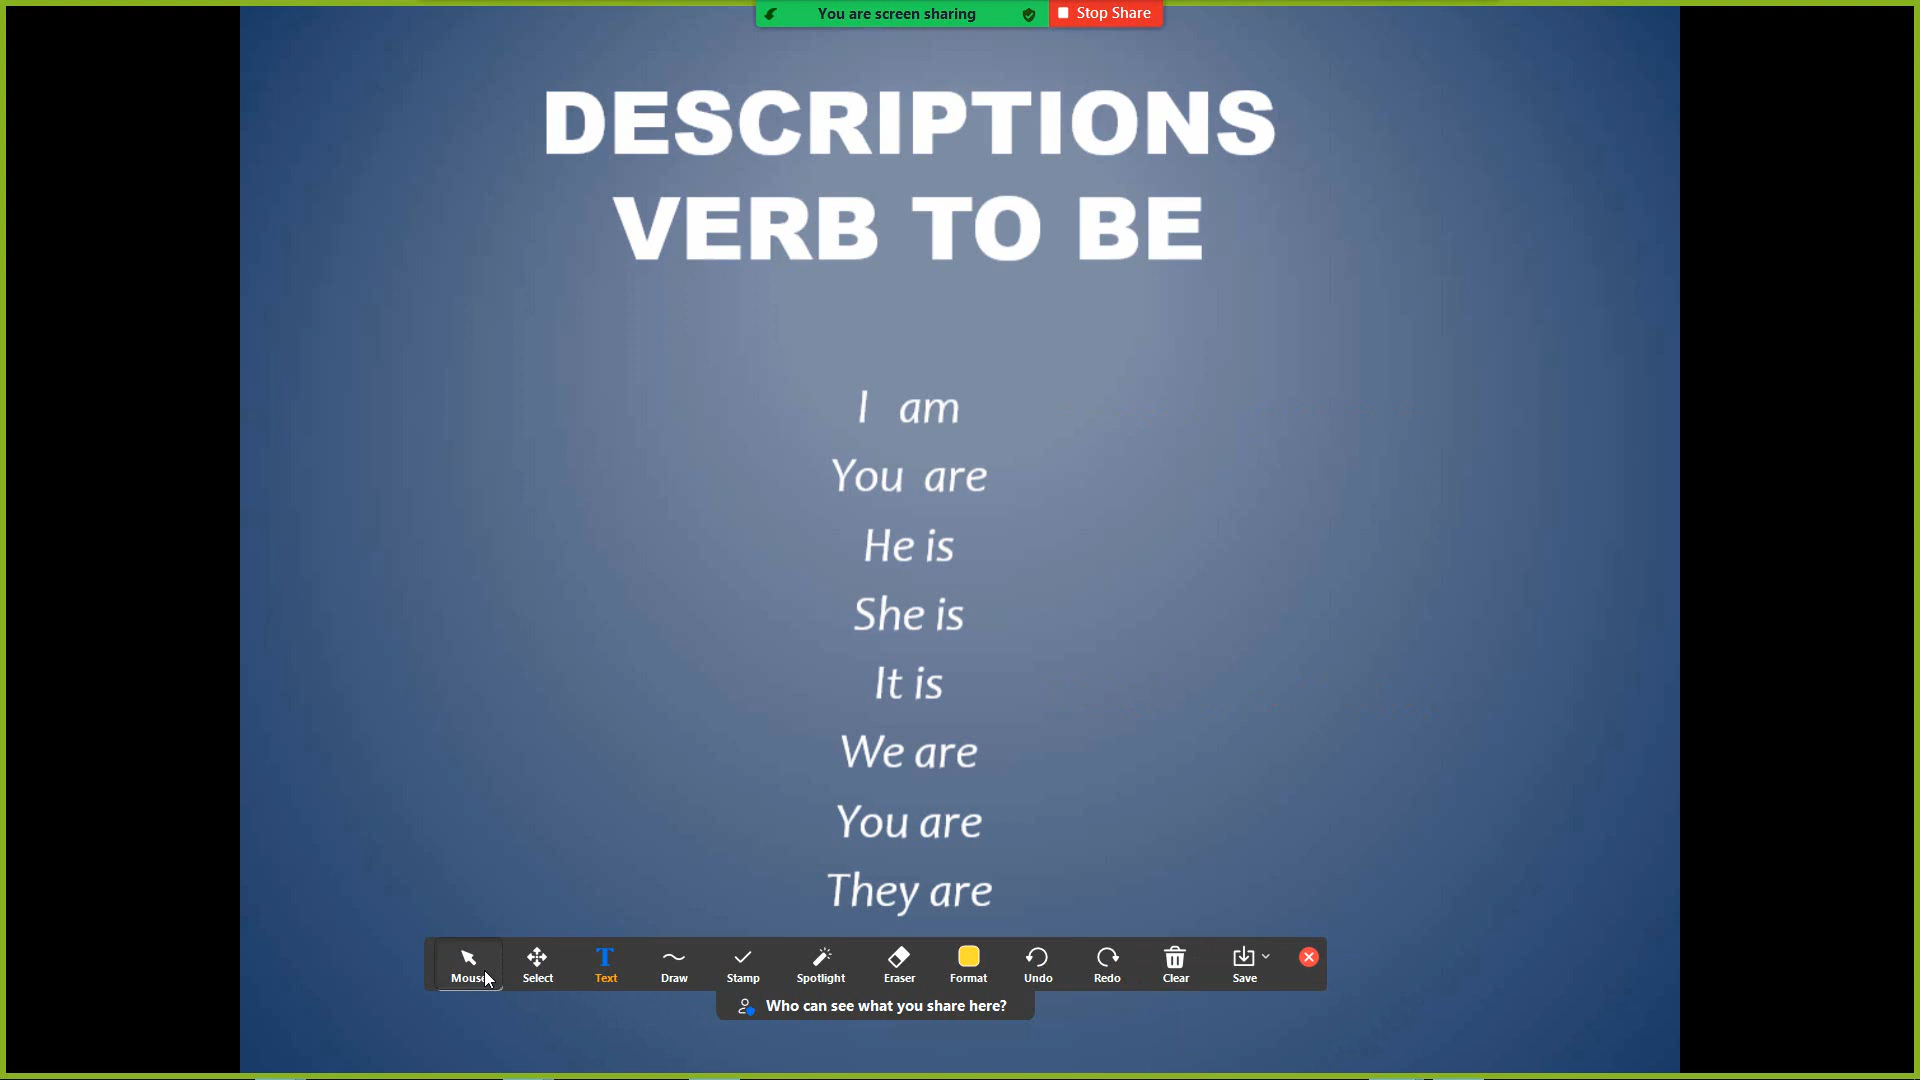 You are screen sharing Stop Share
DESCRIPTIONS
VERB TO BE
I am
You are
He is
She is
It is
We are
You are
They are
Mouse Select Text Draw Stamp Spotlight Eraser Format Undo Redo Clear Save
Who can see what you share here?